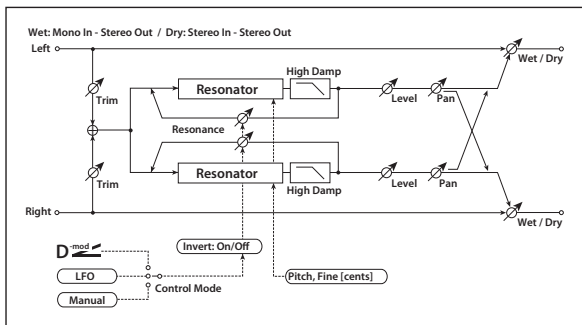 Wet: Mono In - Stereo Out / Dry: Stereo In - Stereo Out
Left
Wet / Dry
High Damp
Resonator
Trim
Level
Pan
Resonance
Resonator
High Damp
Trim
Level
Pan
Right
Wet / Dry
D-mod
Invert: On/Off
LFO
Pitch, Fine [cents]
Control Mode
Manual